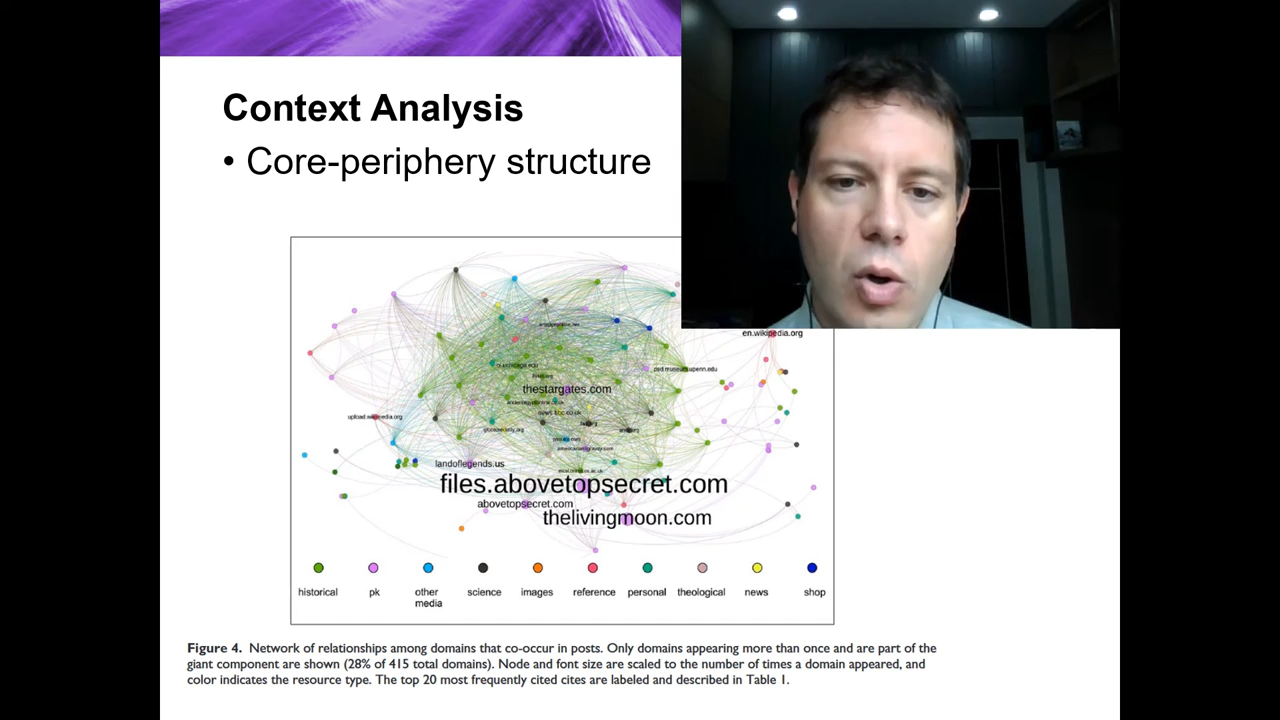 Context Analysis
• Core-periphery structure
en.wikipedia.org
thestargates.com
upload.wikimedia.org
landoflegends.us
files.abovetopsecret.com
abovetopsecret.com
thelivingmoon.com
historical pk other media science images reference personal theological news shop
Figure 4. Network of relationships among domains that co-occur in posts. Only domains appearing more than once and are part of the
giant component are shown (28% of 415 total domains). Node and font size are scaled to the number of times a domain appeared, and
color indicates the resource type. The top 20 most frequently cited cites are labeled and described in Table 1.